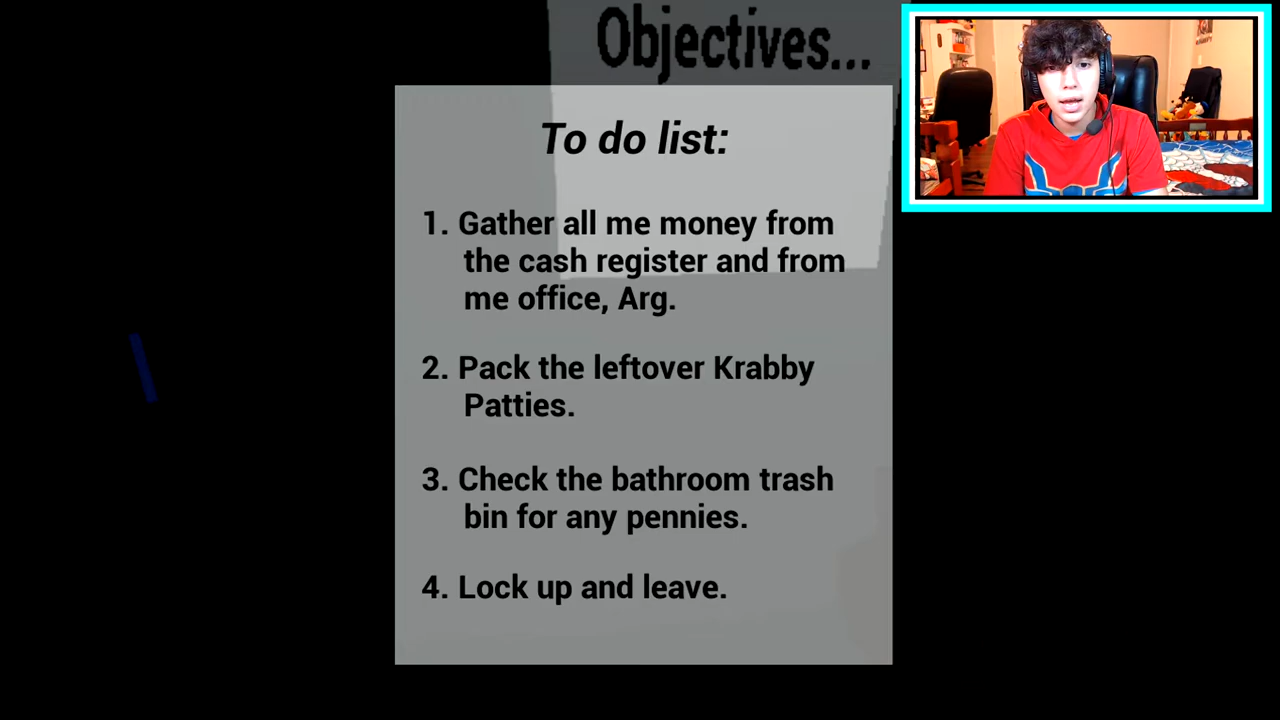 Objectives...
To do list:
1. Gather all me money from
the cash register and from
me office, Arg.
2. Pack the leftover Krabby
Patties.
3. Check the bathroom trash
bin for any pennies.
4. Lock up and leave.